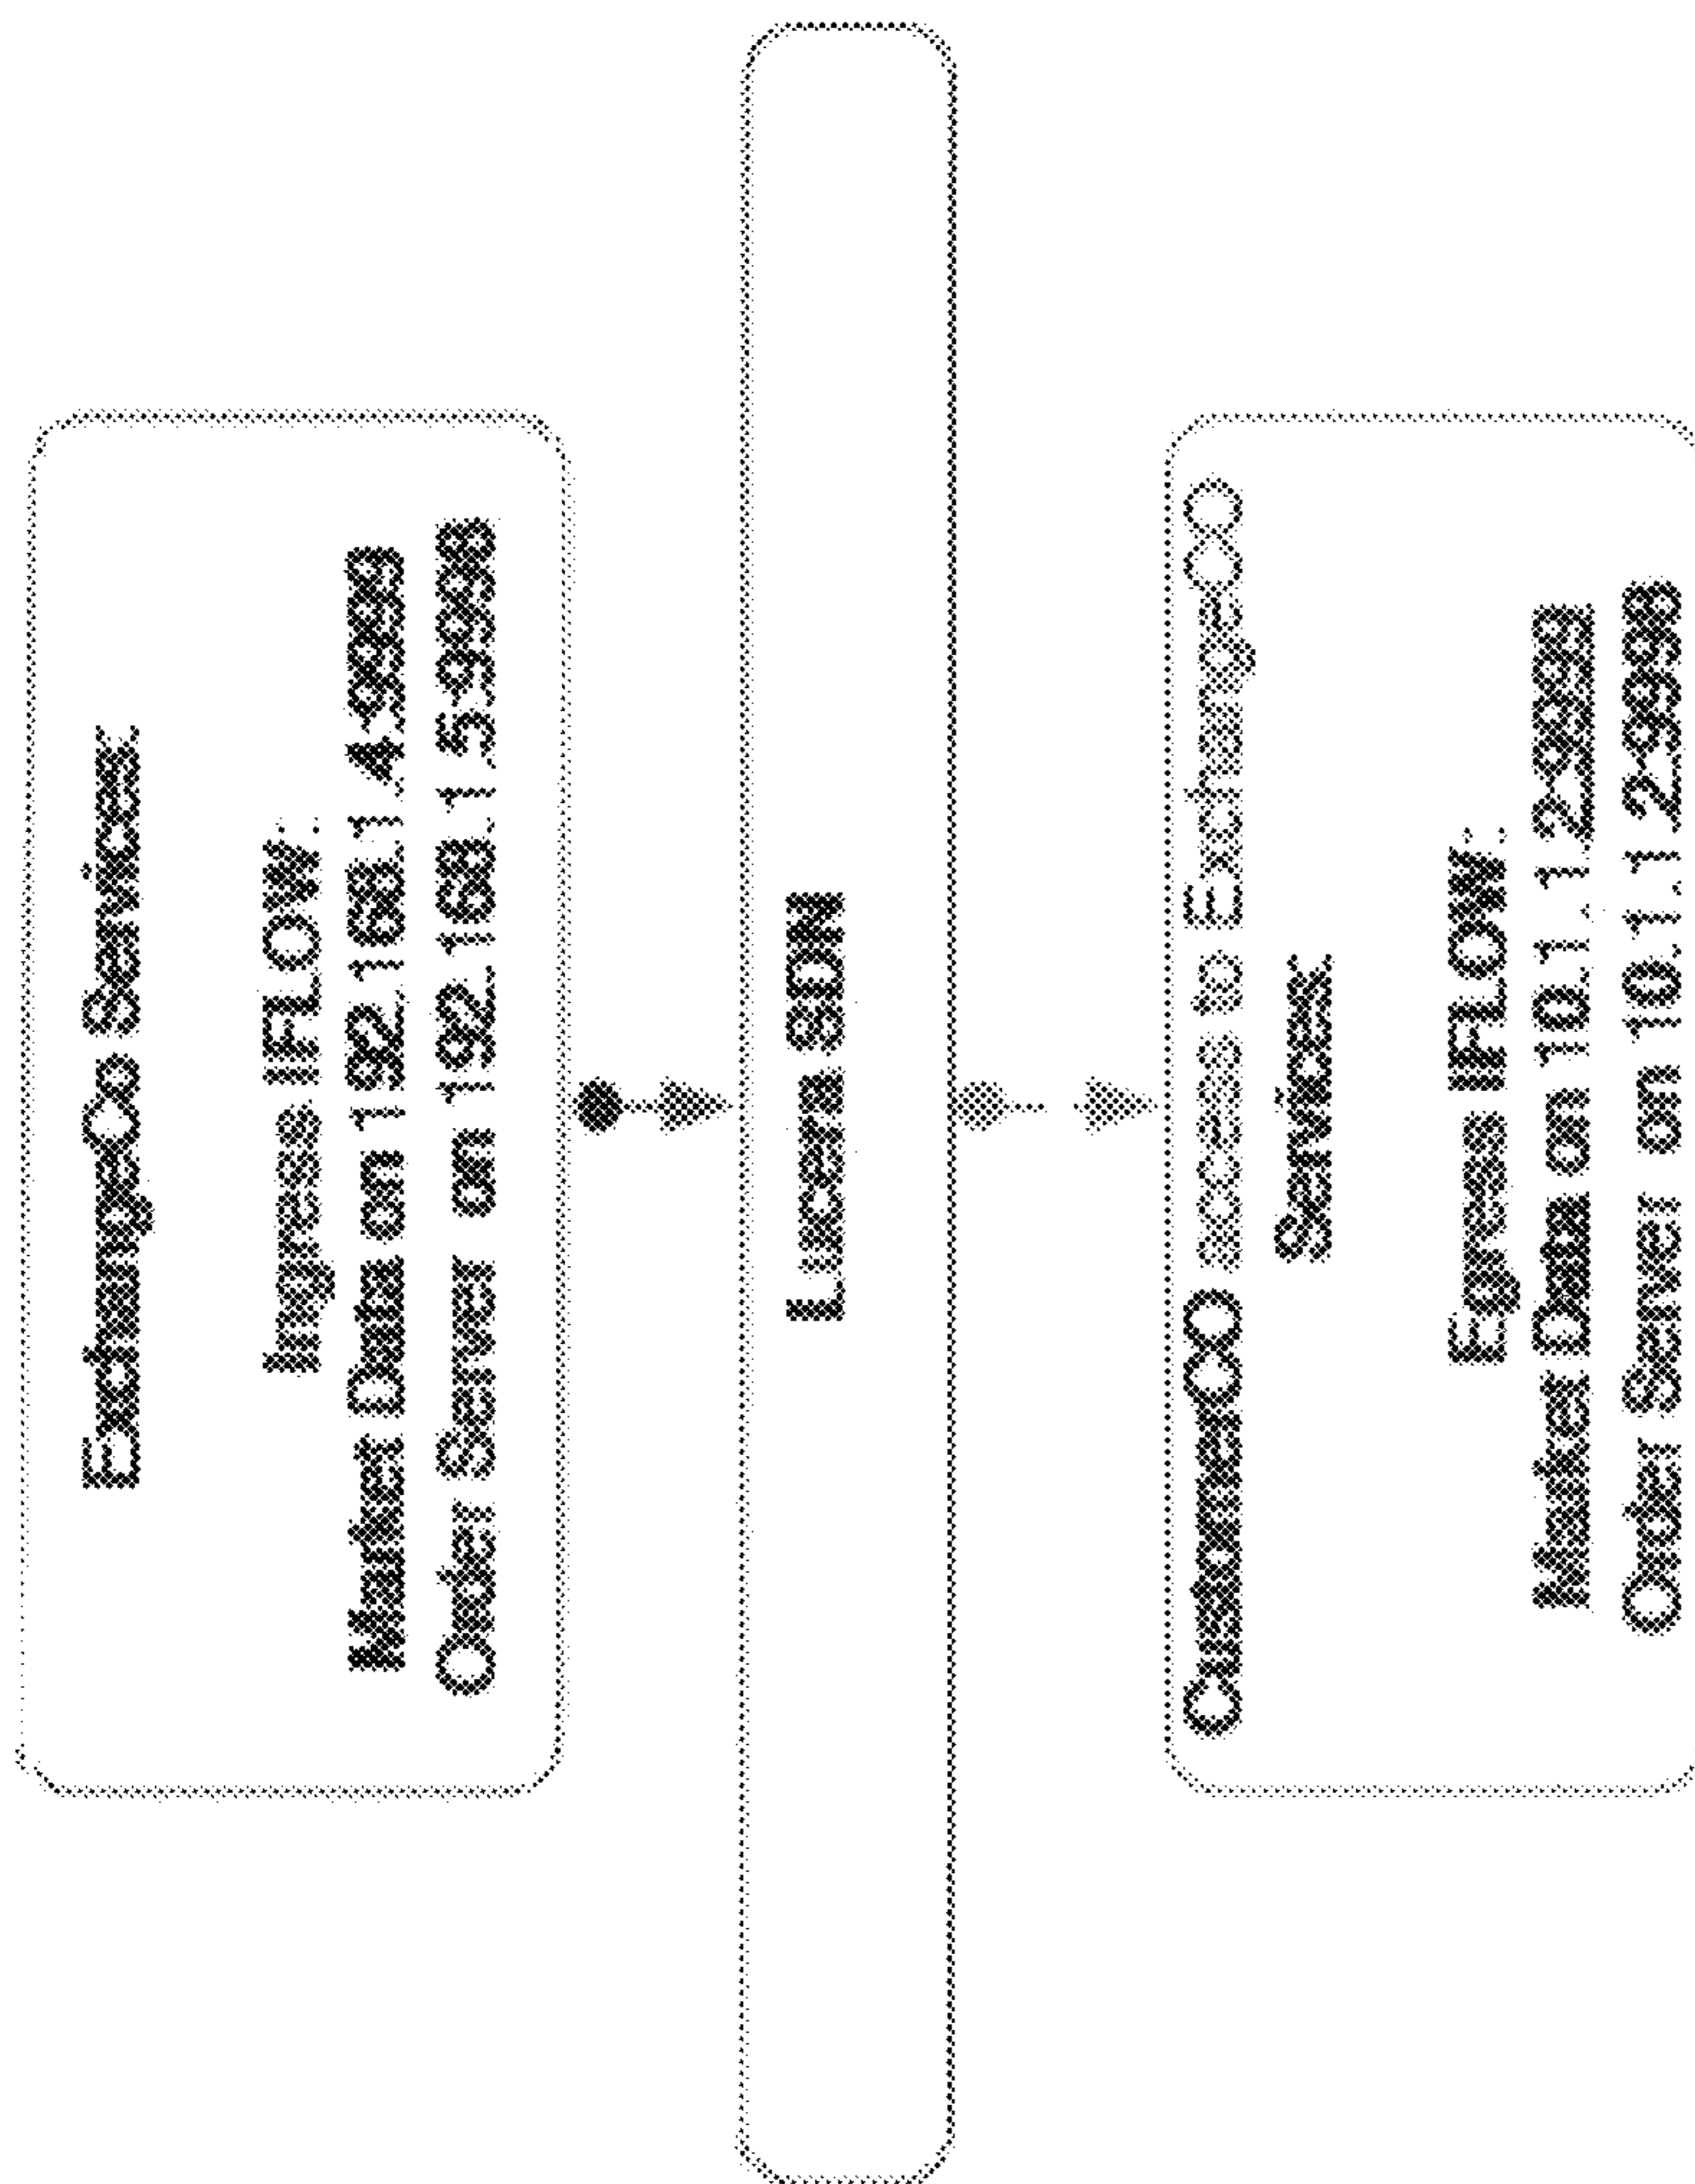 ExchangeCo Services
Ingress IFLOW:
Market Data on 192.168.1.4:9999
Order Server on 192.168.1.5:9998
Lucera SDN
CustomerCO access to ExchangeCO
Services
Egress IFLOW:
Market Data on 10.1.1.2:9999
Order Server on 10.1.1.2:9998